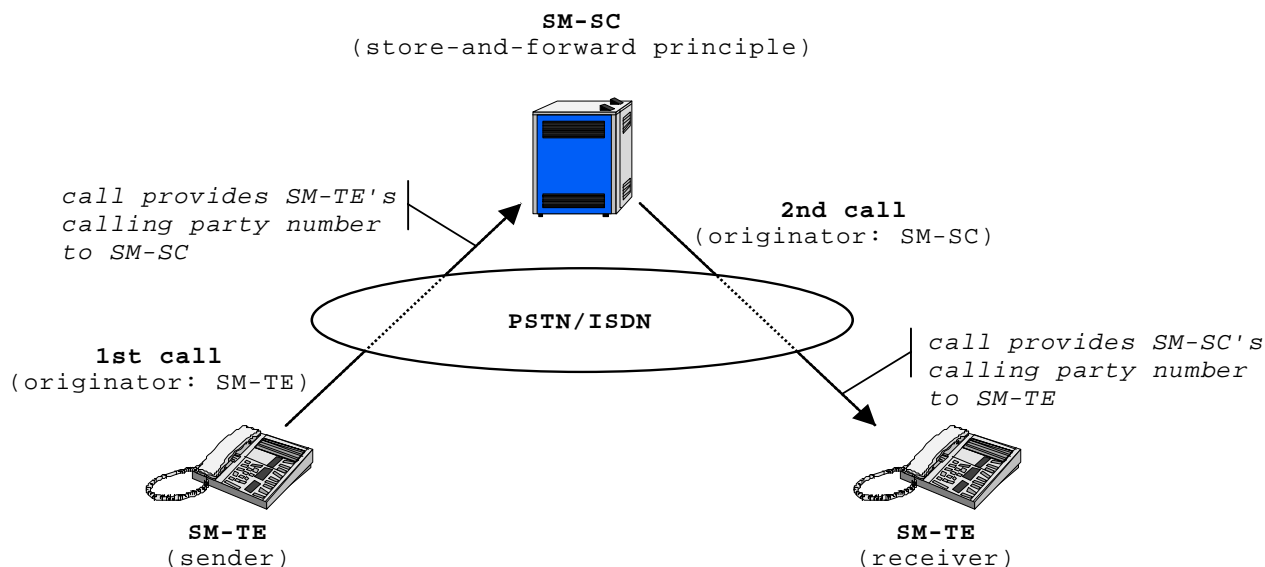 SM-SC
(store-and-forward principle)
call provides SM-TE's
calling party number
to SM-SC
2nd call
(originator: SM-SC)
PSTN/ISDN
1st call
(originator: SM-TE)
call provides SM-SC's
calling party number
to SM-TE
SM-TE
(sender)
SM-TE
(receiver)